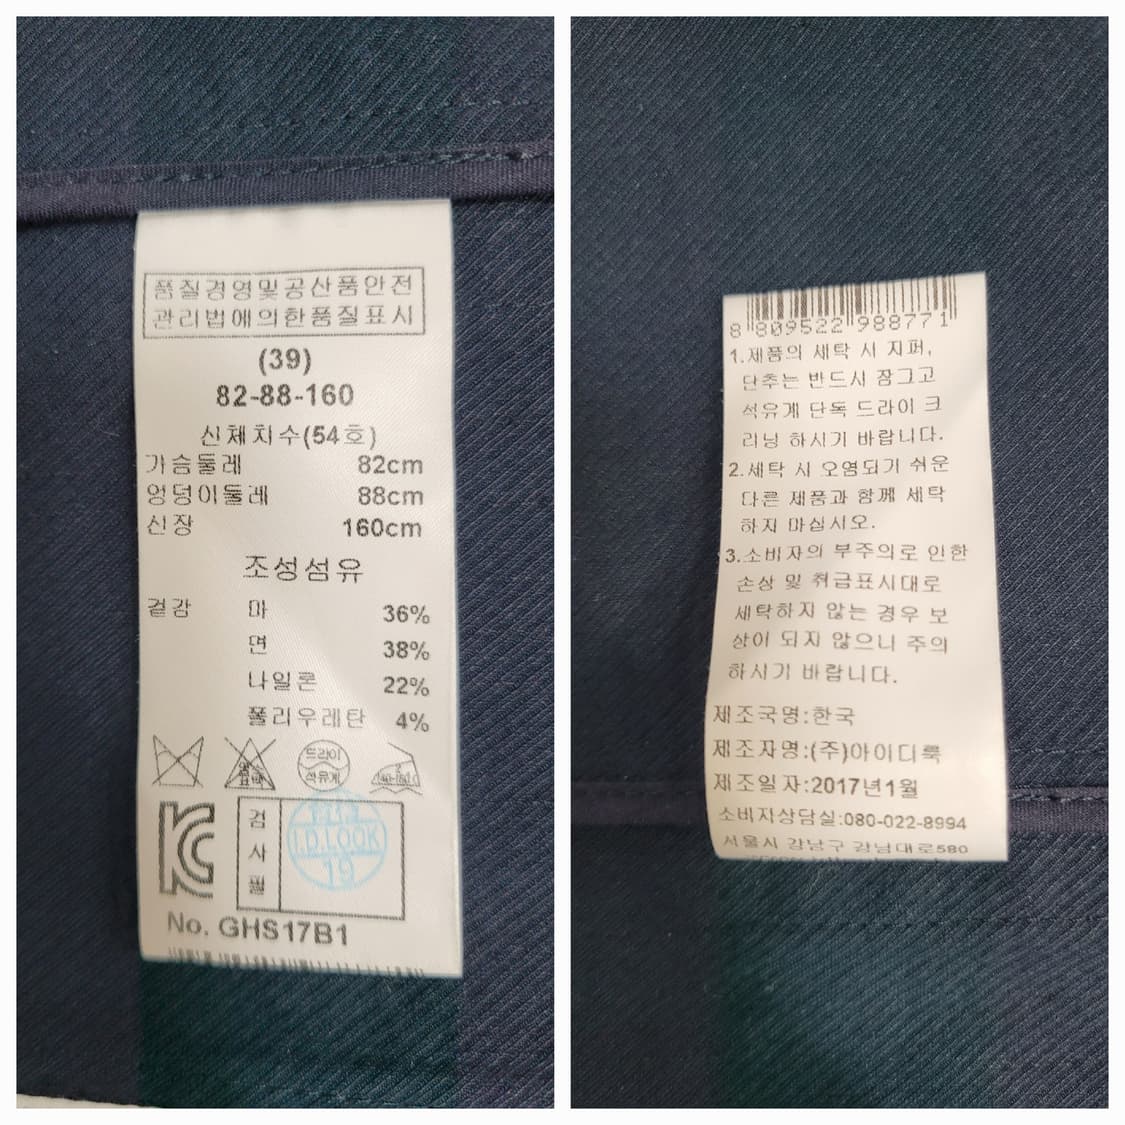 품질경영및공산품안전
관리법에의한품질표시
(39)
82-88-160
신체치수(54호)
가슴둘레 82cm
엉덩이둘레 88cm
신장 160cm
조성섬유
겉감 마 36%
면 38%
나일론 22%
폴리우레탄 4%
염소
표백
드라이
석유계
2
140-160℃
검
사
필
I.D.LOOK
19
No. GHS17B1
8 809522 988771
1.제품의 세탁 시 지퍼,
단추는 반드시 잠그고
석유계 단독 드라이 크
리닝 하시기 바랍니다.
2.세탁 시 오염되기 쉬운
다른 제품과 함께 세탁
하지 마십시오.
3.소비자의 부주의로 인한
손상 및 취급표시대로
세탁하지 않는 경우 보
상이 되지 않으니 주의
하시기 바랍니다.
제조국명:한국
제조자명:(주)아이디룩
제조일자:2017년1월
소비자상담실:080-022-8994
서울시 강남구 강남대로580